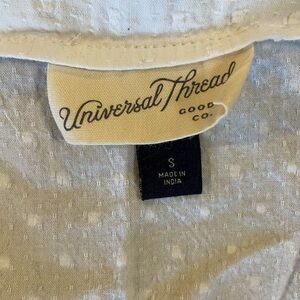 Universal Thread
GOODS
CO.
S
MADE IN
INDIA